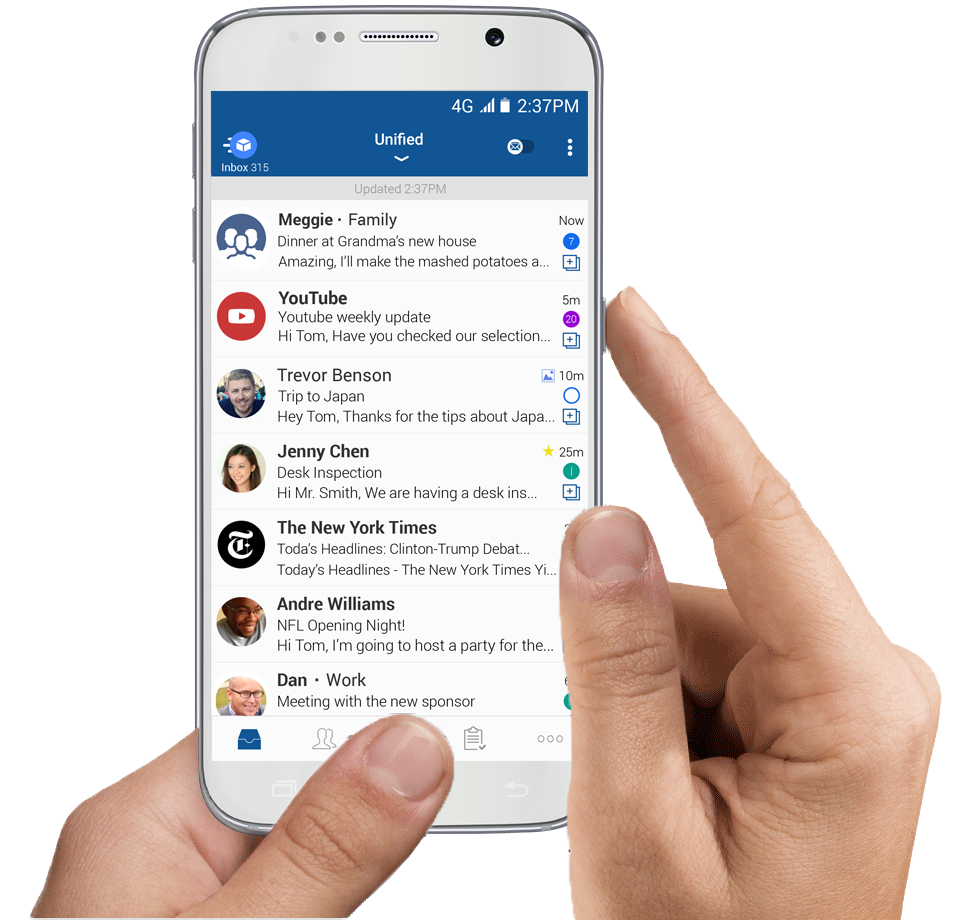 4G 2:37PM
Unified
Inbox 315
Updated 2:37PM
Meggie · Family Now
Dinner at Grandma's new house 7
Amazing, I'll make the mashed potatoes a...
YouTube 5m
Youtube weekly update 20
Hi Tom, Have you checked our selection...
Trevor Benson 10m
Trip to Japan
Hey Tom, Thanks for the tips about Japa...
Jenny Chen 25m
Desk Inspection
Hi Mr. Smith, We are having a desk ins...
The New York Times
Toda's Headlines: Clinton-Trump Debat...
Today's Headlines - The New York Times Yi...
Andre Williams
NFL Opening Night!
Hi Tom, I'm going to host a party for the...
Dan · Work
Meeting with the new sponsor